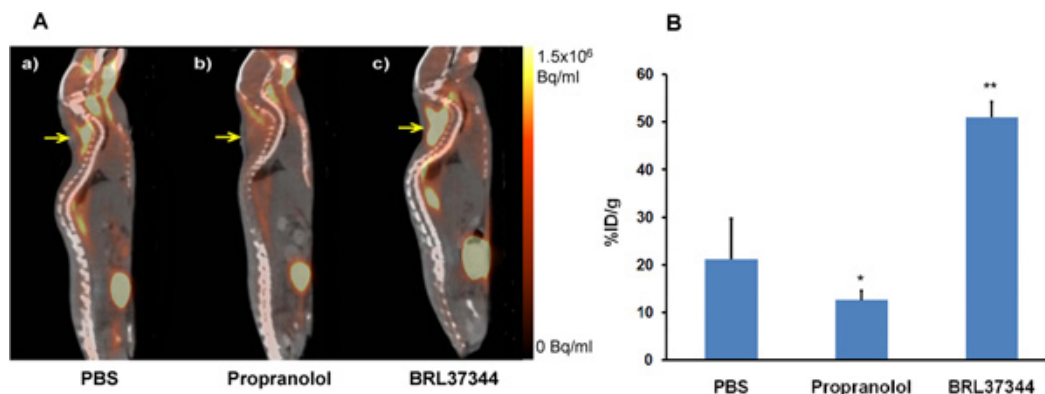 A
B
a)
b)
c)
1.5x10⁶
Bq/ml
0 Bq/ml
PBS
Propranolol
BRL37344
60
50
40
30
20
10
0
%ID/g
*
**
PBS
Propranolol
BRL37344